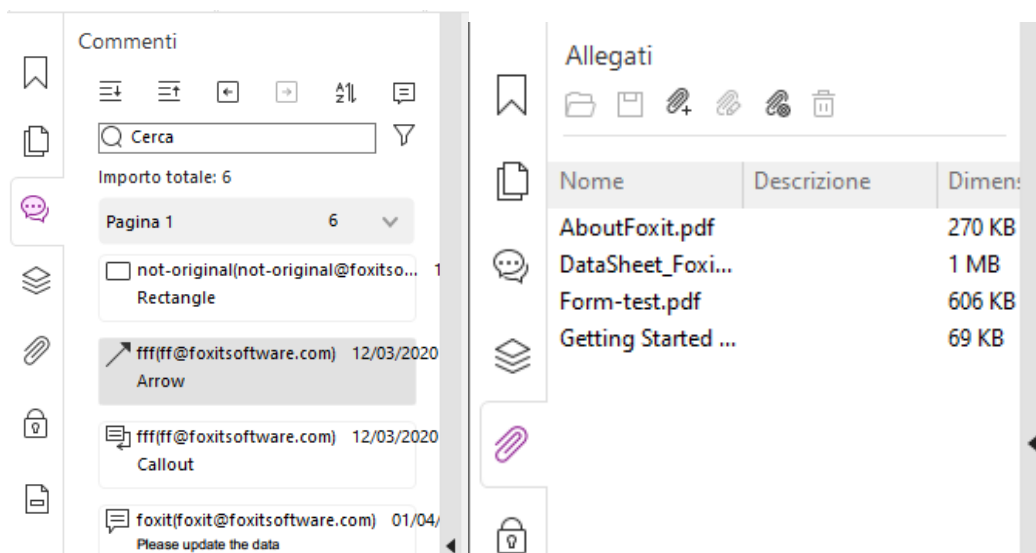 Commenti
Cerca
Importo totale: 6
Pagina 1 6
not-original(not-original@foxitso... 1
Rectangle
fff(ff@foxitsoftware.com) 12/03/2020
Arrow
fff(ff@foxitsoftware.com) 12/03/2020
Callout
foxit(foxit@foxitsoftware.com) 01/04/
Please update the data
Allegati
Nome Descrizione Dimens
AboutFoxit.pdf 270 KB
DataSheet_Foxi... 1 MB
Form-test.pdf 606 KB
Getting Started ... 69 KB